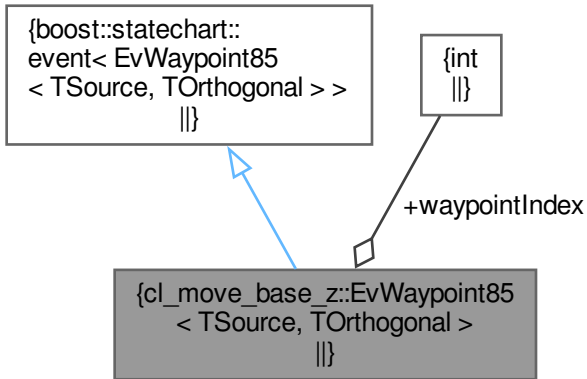 {boost::statechart::
event< EvWaypoint85
< TSource, TOrthogonal > >
||}
{int
||}
+waypointIndex
{cl_move_base_z::EvWaypoint85
< TSource, TOrthogonal >
||}